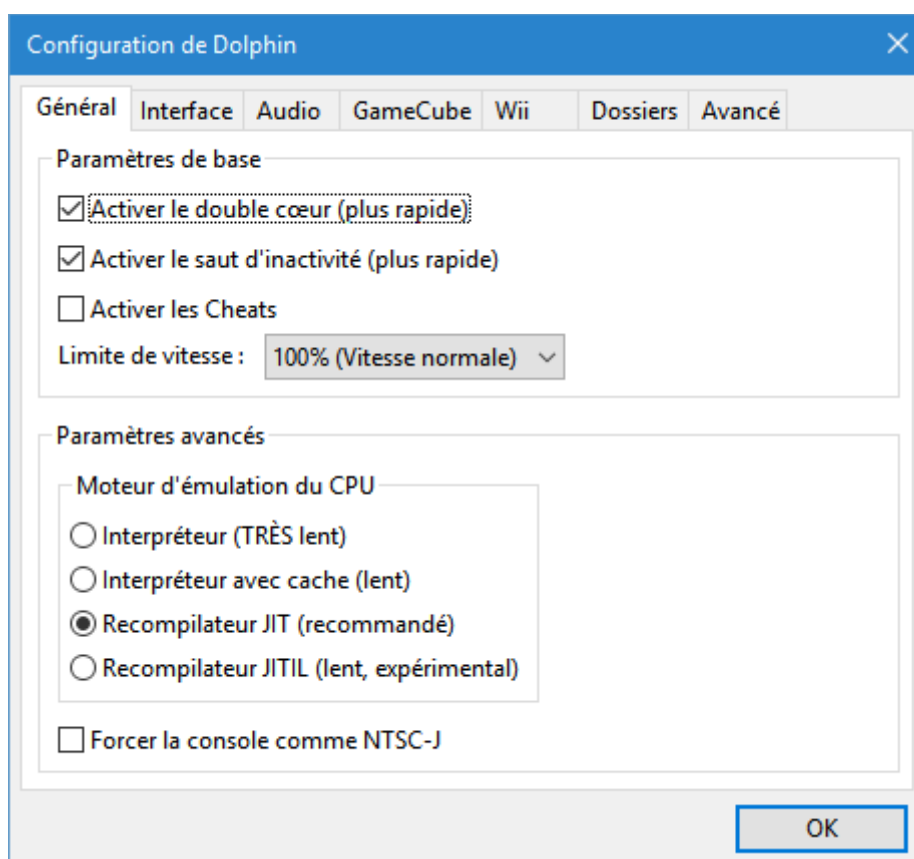 Configuration de Dolphin
Général Interface Audio GameCube Wii Dossiers Avancé
Paramètres de base
Activer le double cœur (plus rapide)
Activer le saut d'inactivité (plus rapide)
Activer les Cheats
Limite de vitesse : 100% (Vitesse normale)
Paramètres avancés
Moteur d'émulation du CPU
Interpréteur (TRÈS lent)
Interpréteur avec cache (lent)
Recompilateur JIT (recommandé)
Recompilateur JITIL (lent, expérimental)
Forcer la console comme NTSC-J
OK